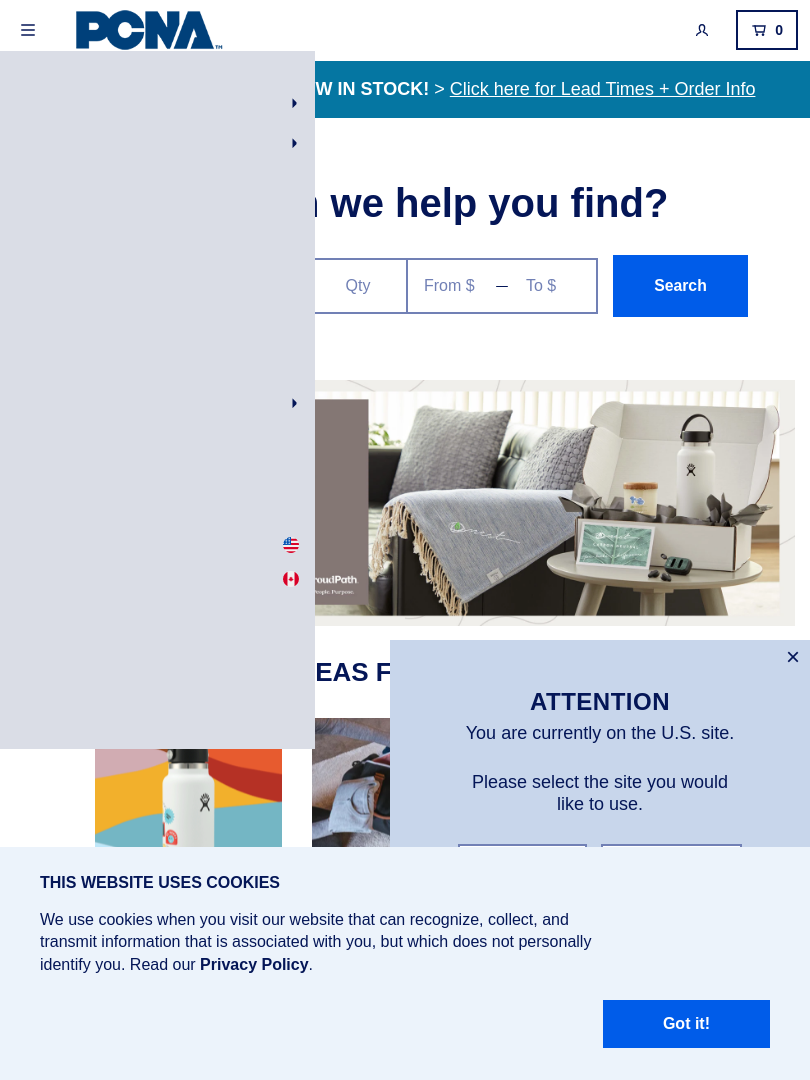 PCNA™
0
W IN STOCK! > Click here for Lead Times + Order Info
we help you find?
Qty
From $ — To $
Search
roudPath
People. Purpose.
EAS F
×
ATTENTION
You are currently on the U.S. site.
Please select the site you would
like to use.
THIS WEBSITE USES COOKIES
We use cookies when you visit our website that can recognize, collect, and
transmit information that is associated with you, but which does not personally
identify you. Read our Privacy Policy.
Got it!